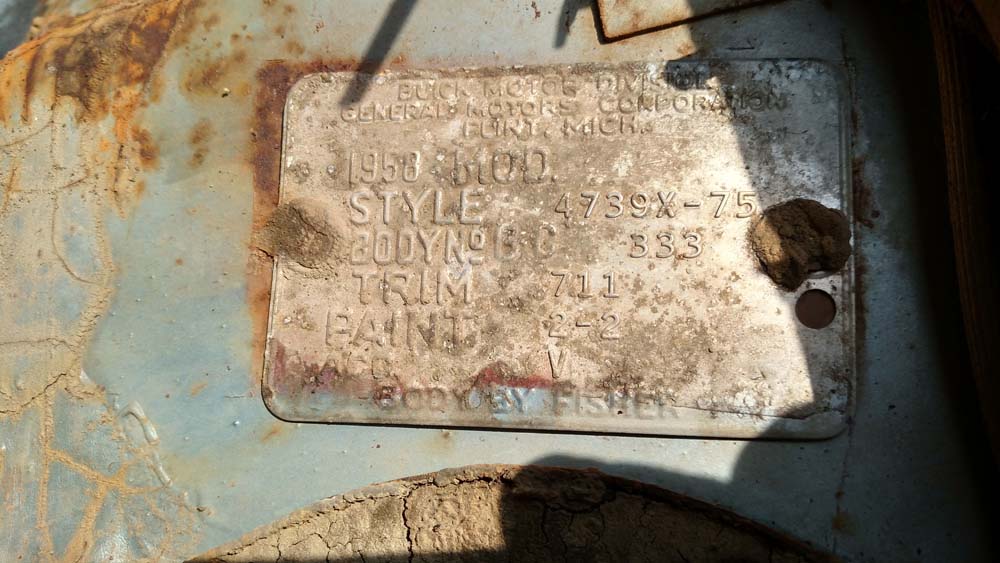 BUICK MOTOR DIVISION
GENERAL MOTORS CORPORATION
FLINT, MICH.
1958 MOD.
STYLE 4739X-75
BODY NO BC 333
TRIM 711
PAINT 2-2
ACC. V
BODY BY FISHER